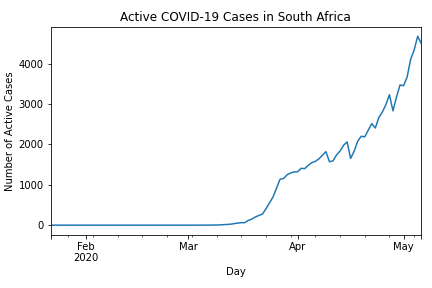 Active COVID-19 Cases in South Africa
Number of Active Cases
4000
3000
2000
1000
0
Feb
2020
Mar
Apr
May
Day